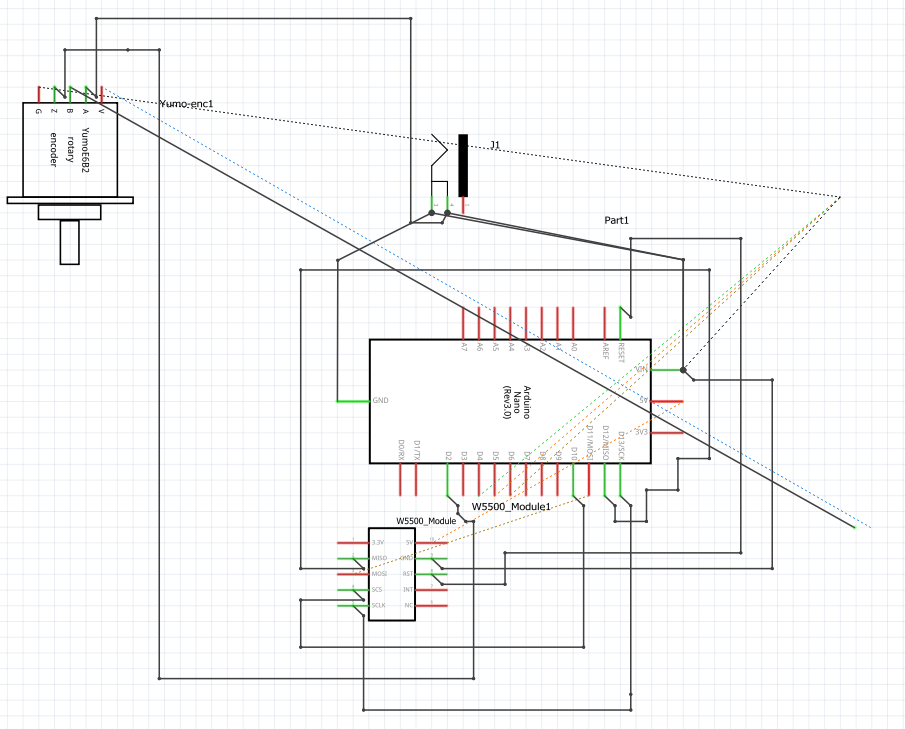 Yumo-enc1
G
Z
B
A
V
YumoE6B2
rotary
encoder
J1
Part1
A7
A6
A5
A4
A3
A2
A1
A0
AREF
RESET
VIN
5V
3V3
GND
Arduino
Nano
(Rev3.0)
D0/RX
D1/TX
D2
D3
D4
D5
D6
D7
D8
D9
D10
D11/MOSI
D12/MISO
D13/SCK
W5500_Module1
W5500_Module
3.3V
MISO
MOSI
SCS
SCLK
5V
GND
RST
INT
NC